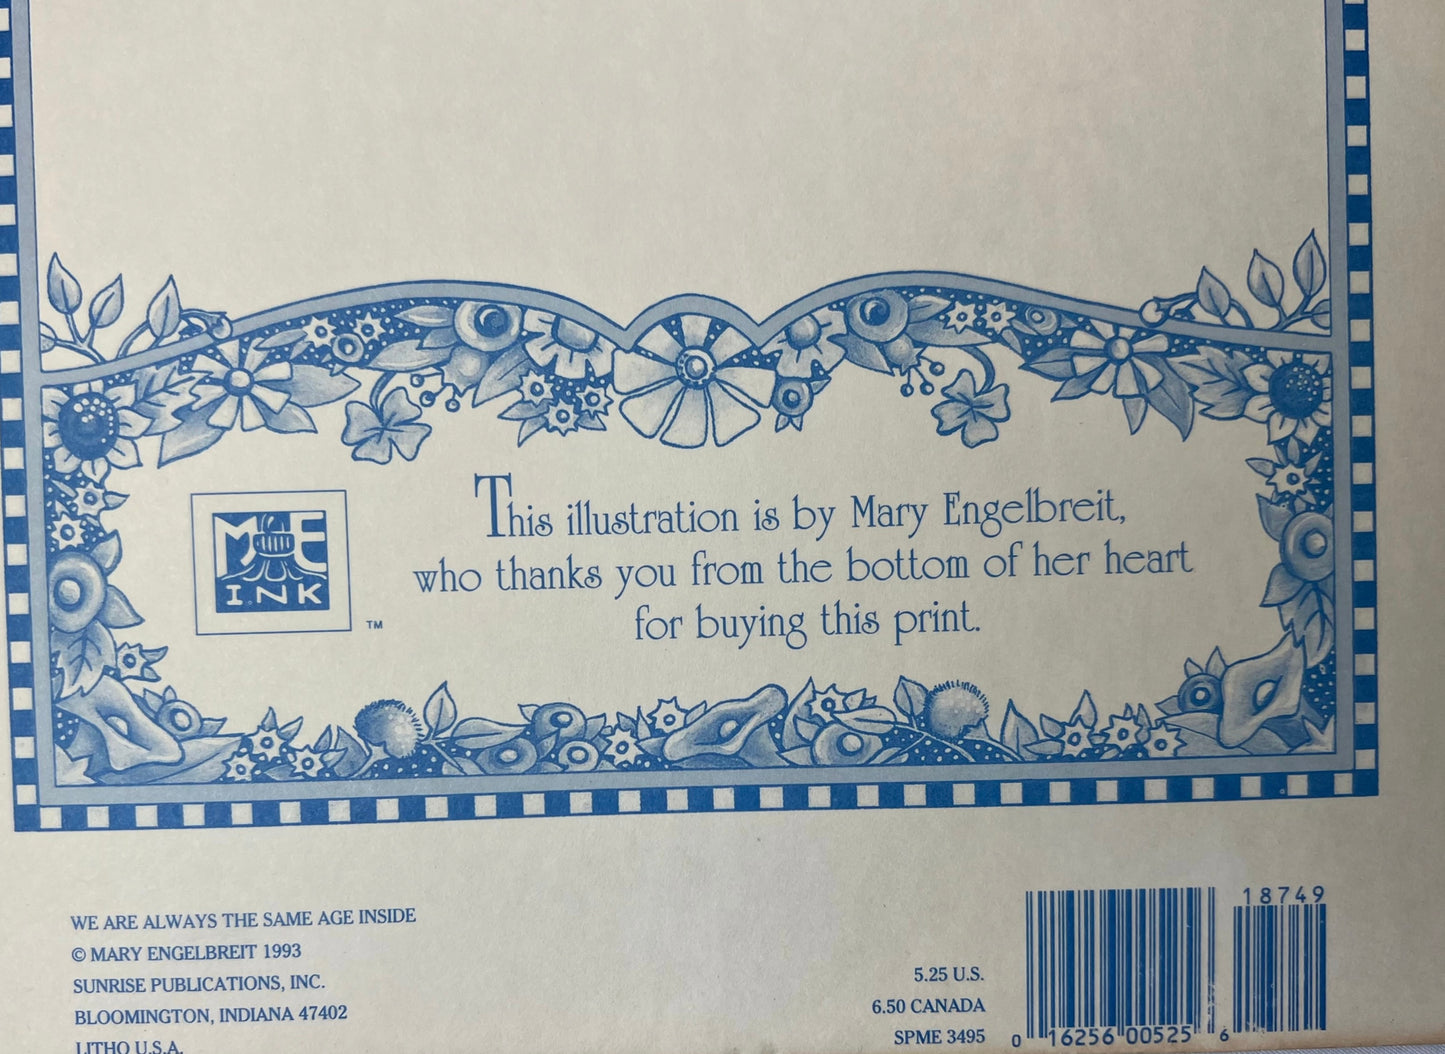 M E
I.NK
TM
This illustration is by Mary Engelbreit,
who thanks you from the bottom of her heart
for buying this print.
WE ARE ALWAYS THE SAME AGE INSIDE
© MARY ENGELBREIT 1993
SUNRISE PUBLICATIONS, INC.
BLOOMINGTON, INDIANA 47402
LITHO U.S.A.
5.25 U.S.
6.50 CANADA
SPME 3495
18749
0 16256 00525 6